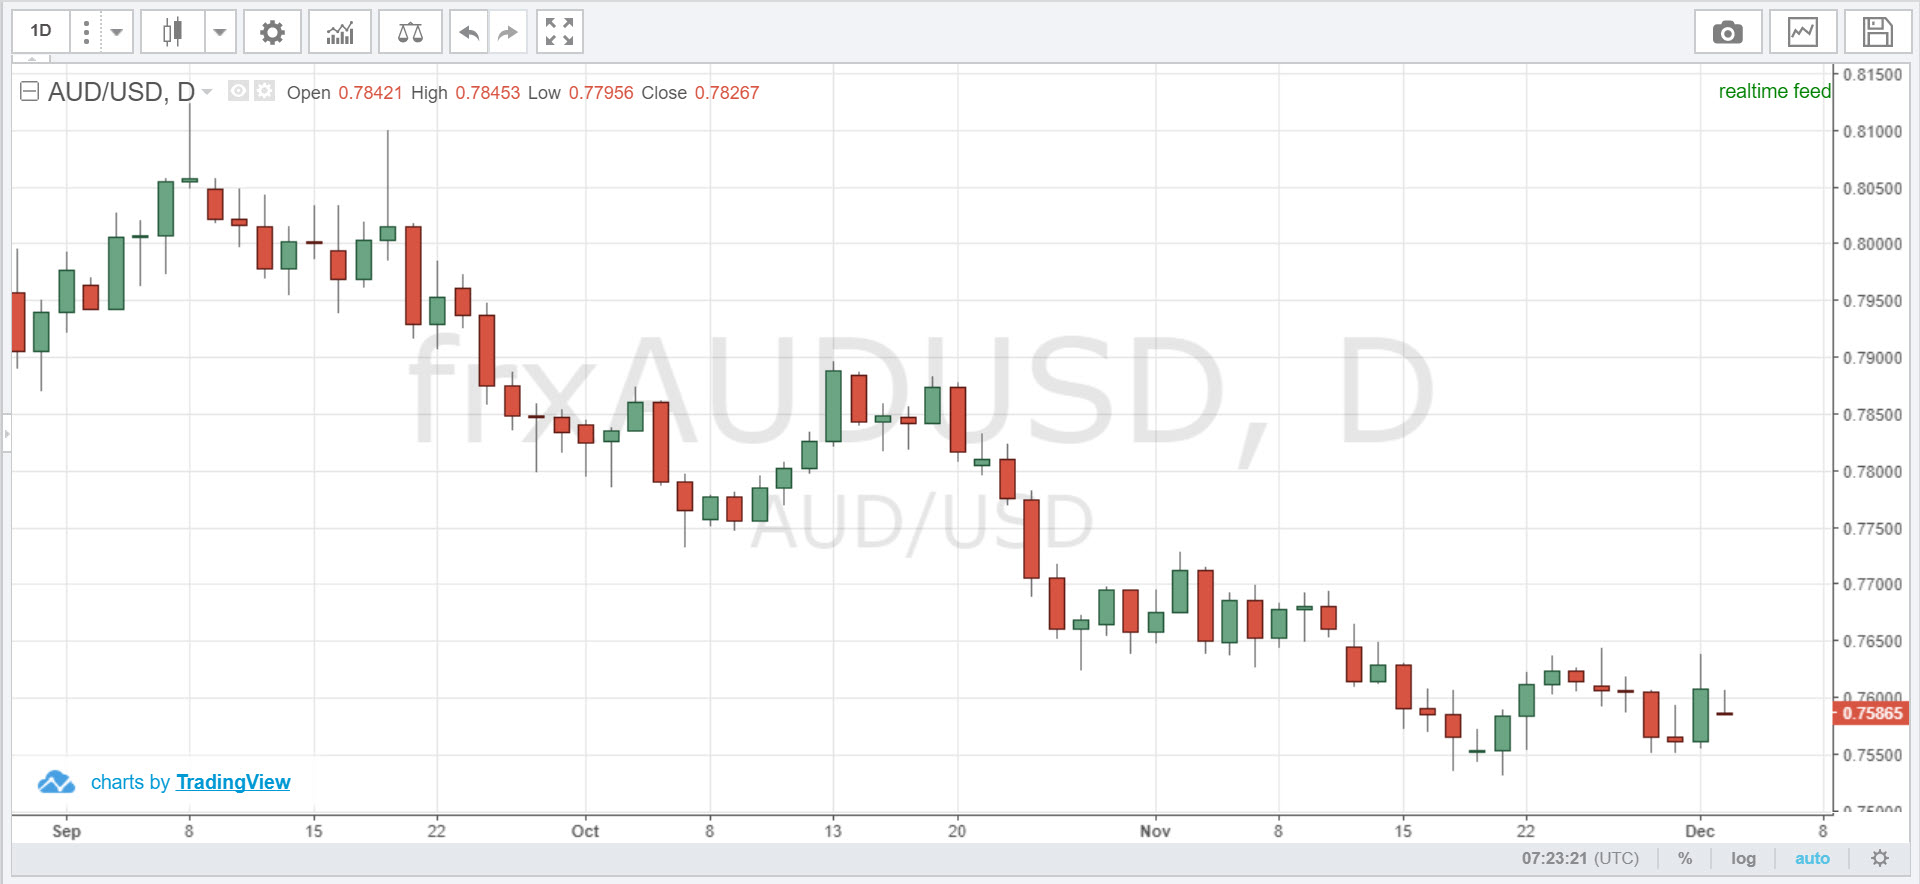 1D
AUD/USD, D Open 0.78421 High 0.78453 Low 0.77956 Close 0.78267
realtime feed
0.81500
0.81000
0.80500
0.80000
0.79500
0.79000
0.78500
0.78000
0.77500
0.77000
0.76500
0.76000
0.75865
0.75500
0.75000
frxAUDUSD, D
AUD/USD
charts by TradingView
Sep 8 15 22 Oct 8 13 20 Nov 8 15 22 Dec 8
07:23:21 (UTC) % log auto